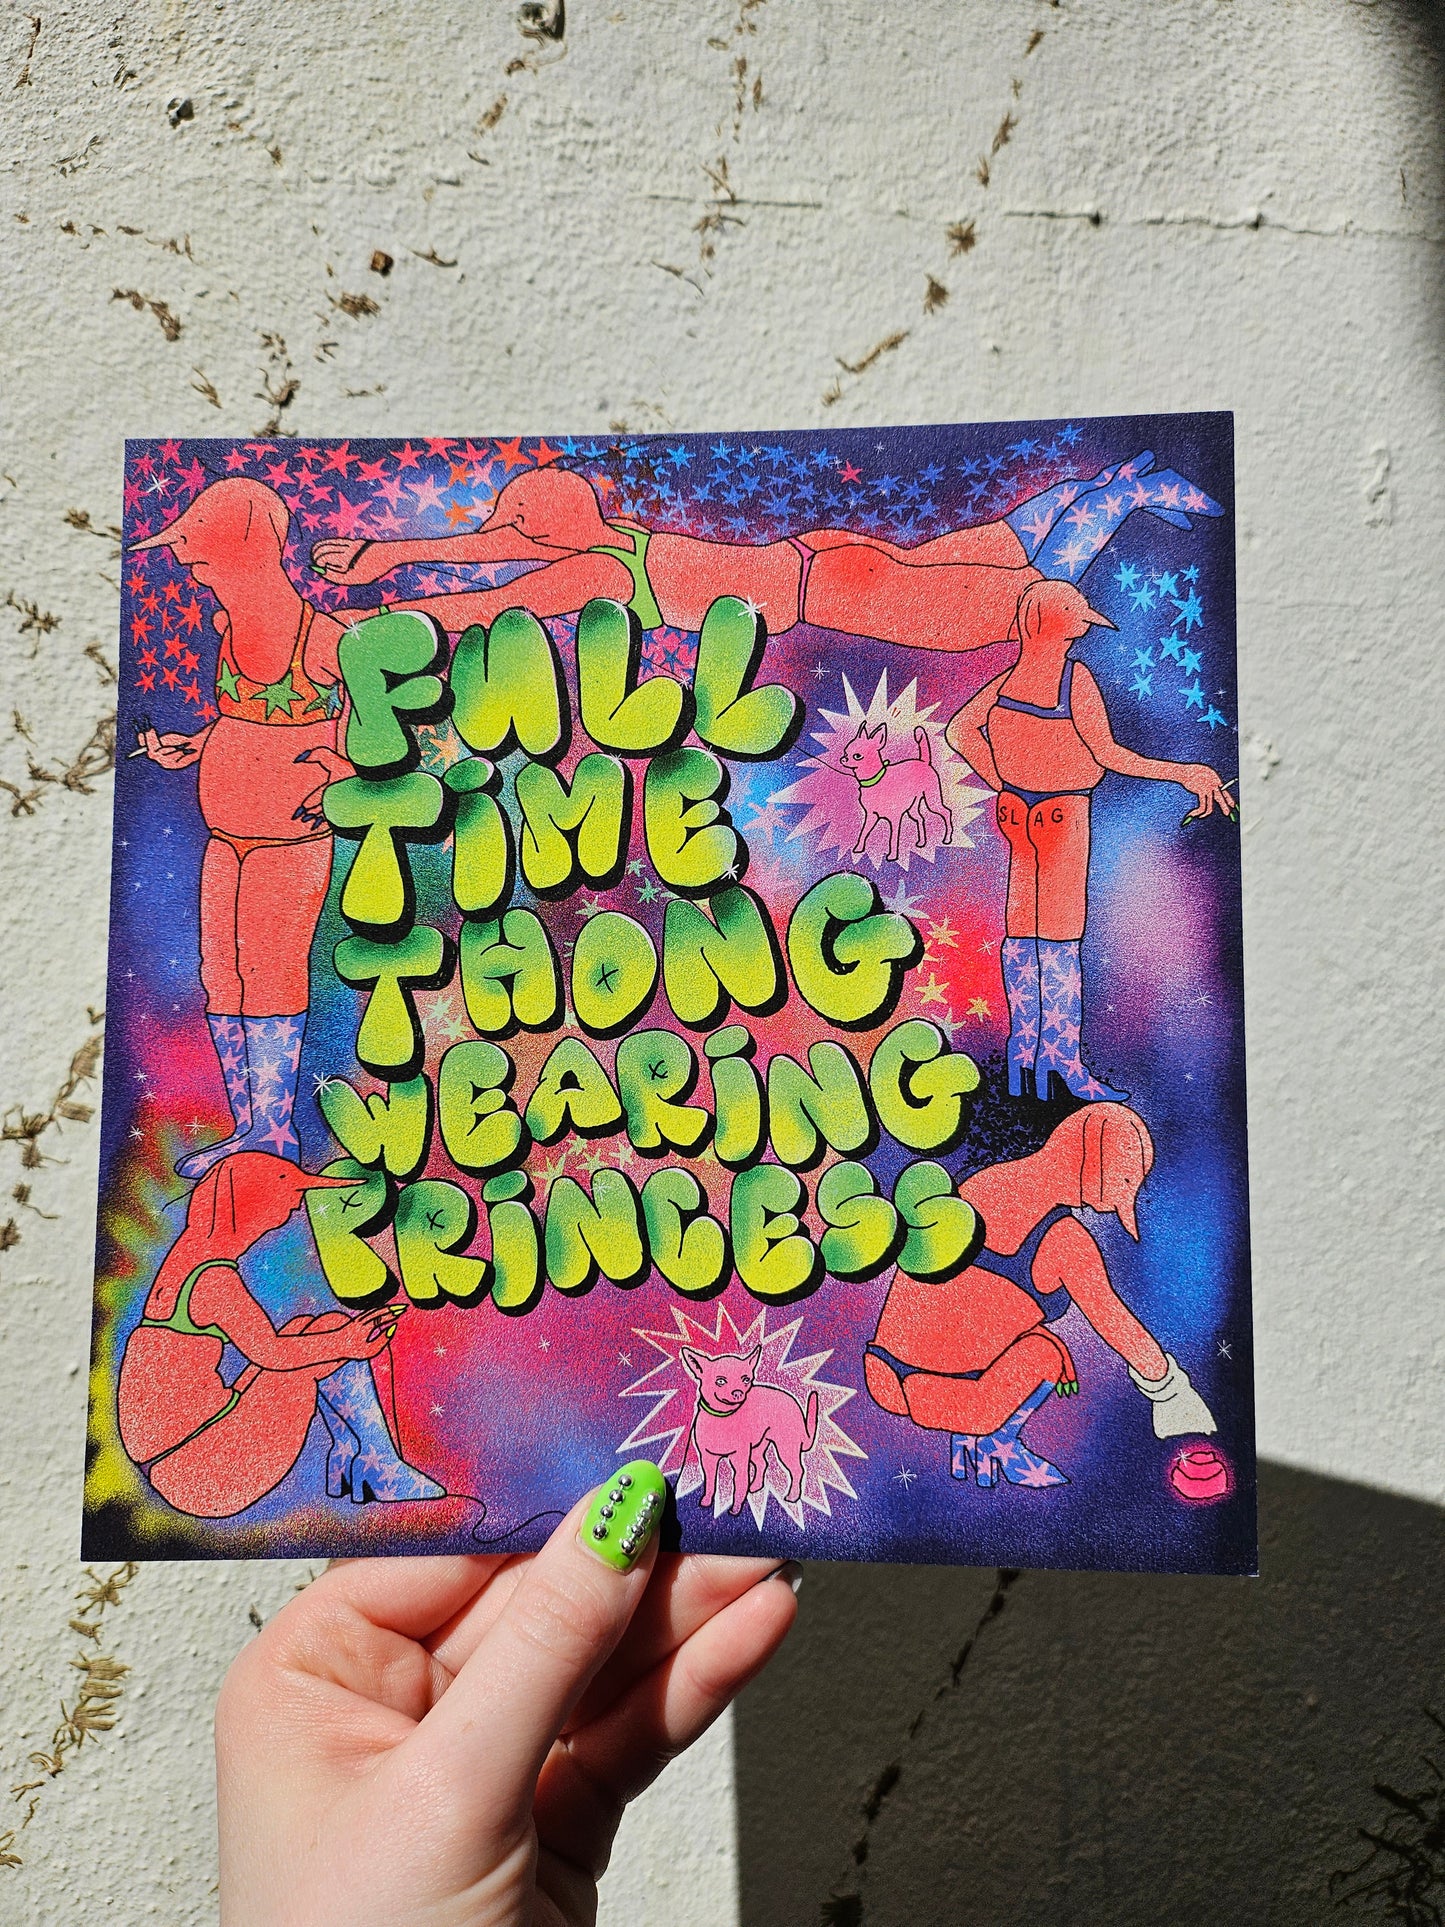 FULL
TiME
THONG
WEARiNG
PRiNCESS
SLAG